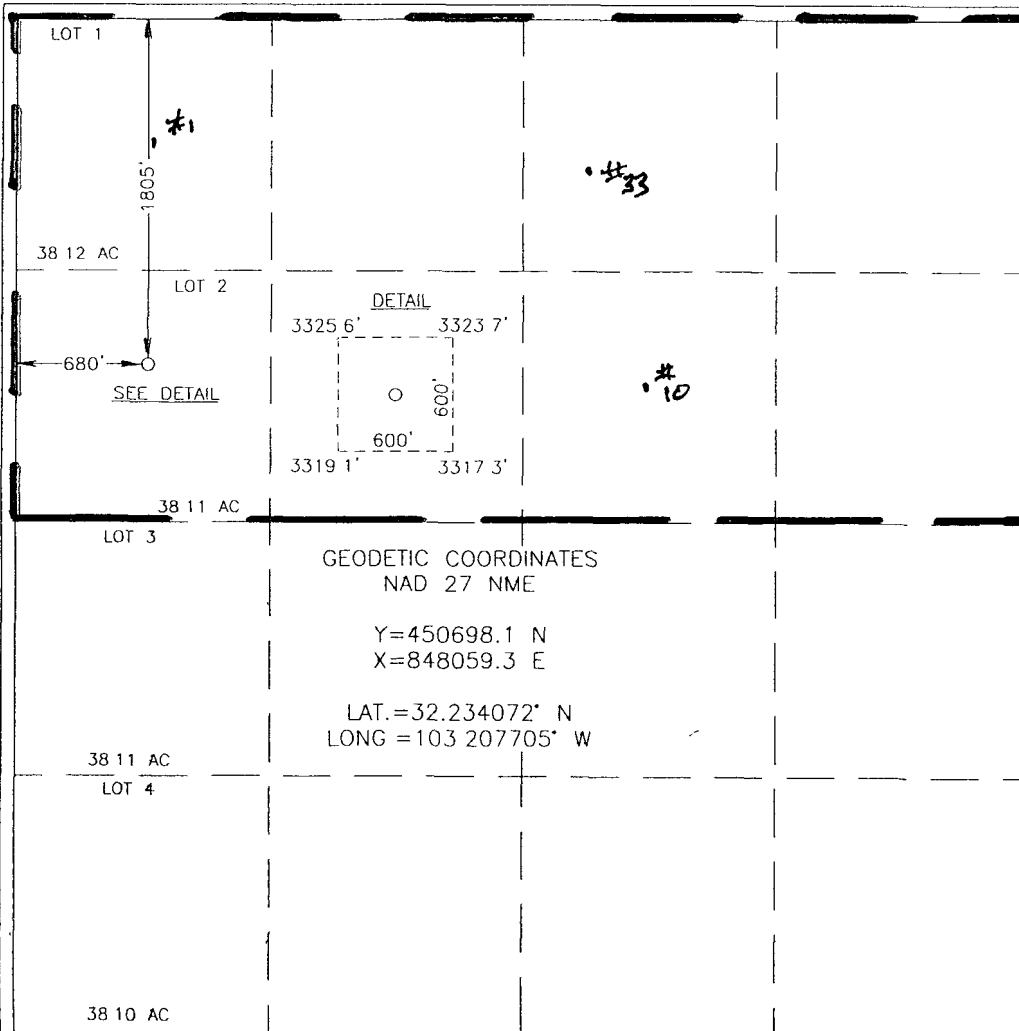 LOT 1
#1
1805'
#33
38 12 AC
LOT 2
DETAIL
3325 6' 3323 7'
680'
SEE DETAIL
600'
600'
#10
3319 1' 3317 3'
38 11 AC
LOT 3
GEODETIC COORDINATES
NAD 27 NME
Y=450698.1 N
X=848059.3 E
LAT.=32.234072° N
LONG =103 207705° W
38 11 AC
LOT 4
38 10 AC